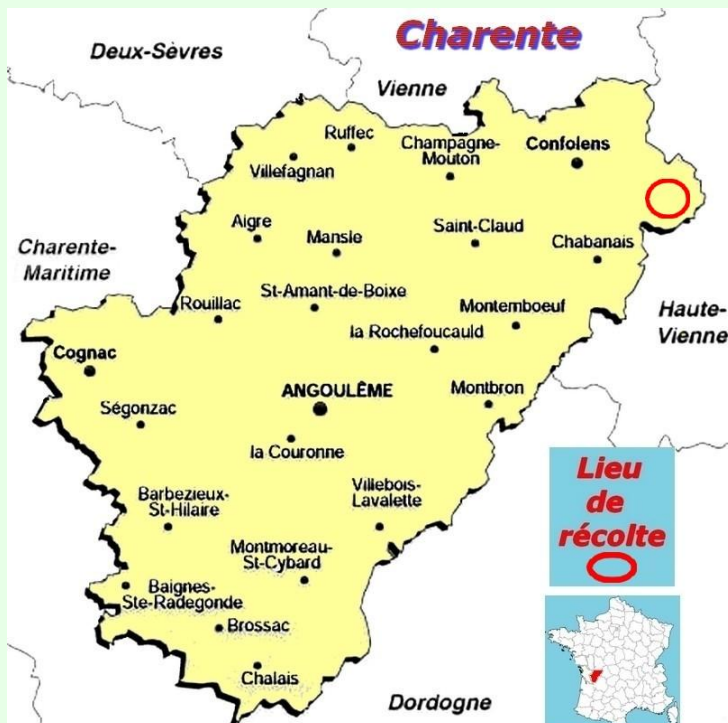 Charente
Deux-Sèvres
Vienne
Ruffec
Villefagnan
Champagne-
Mouton
Confolens
Aigre
Mansle
Saint-Claud
Chabanais
Charente-
Maritime
Rouillac
St-Amant-de-Boixe
Montemboeuf
Haute-
Vienne
la Rochefoucauld
Cognac
ANGOULÊME
Montbron
Ségonzac
la Couronne
Lieu
de
récolte
Barbezieux-
St-Hilaire
Villebois-
Lavalette
Montmoreau-
St-Cybard
Baignes-
Ste-Radegonde
Brossac
Chalais
Dordogne